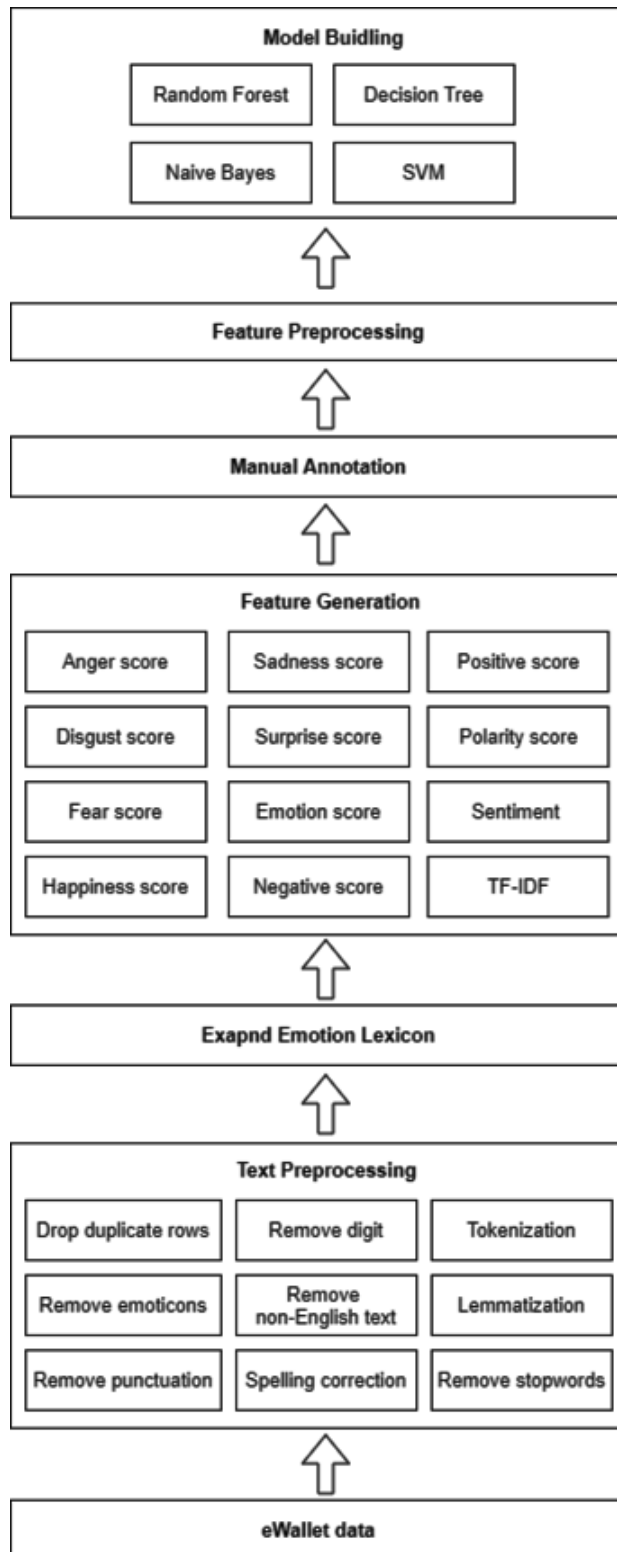 Model Buidling
Random Forest
Decision Tree
Naive Bayes
SVM
Feature Preprocessing
Manual Annotation
Feature Generation
Anger score
Sadness score
Positive score
Disgust score
Surprise score
Polarity score
Fear score
Emotion score
Sentiment
Happiness score
Negative score
TF-IDF
Exapnd Emotion Lexicon
Text Preprocessing
Drop duplicate rows
Remove digit
Tokenization
Remove emoticons
Remove
non-English text
Lemmatization
Remove punctuation
Spelling correction
Remove stopwords
eWallet data